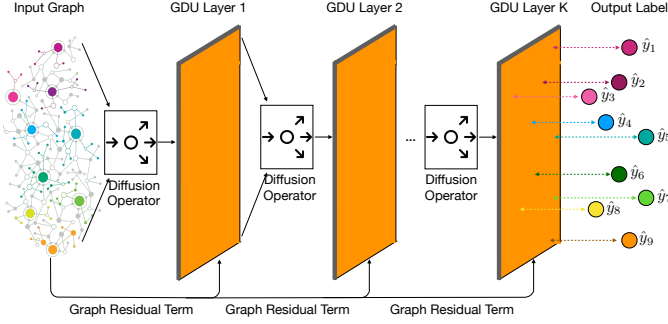 Input Graph
GDU Layer 1
GDU Layer 2
GDU Layer K
Output Label
ŷ₁
ŷ₂
ŷ₃
ŷ₄
ŷ₅
ŷ₆
ŷ₇
ŷ₈
ŷ₉
...
Diffusion
Operator
Diffusion
Operator
Diffusion
Operator
Graph Residual Term
Graph Residual Term
Graph Residual Term